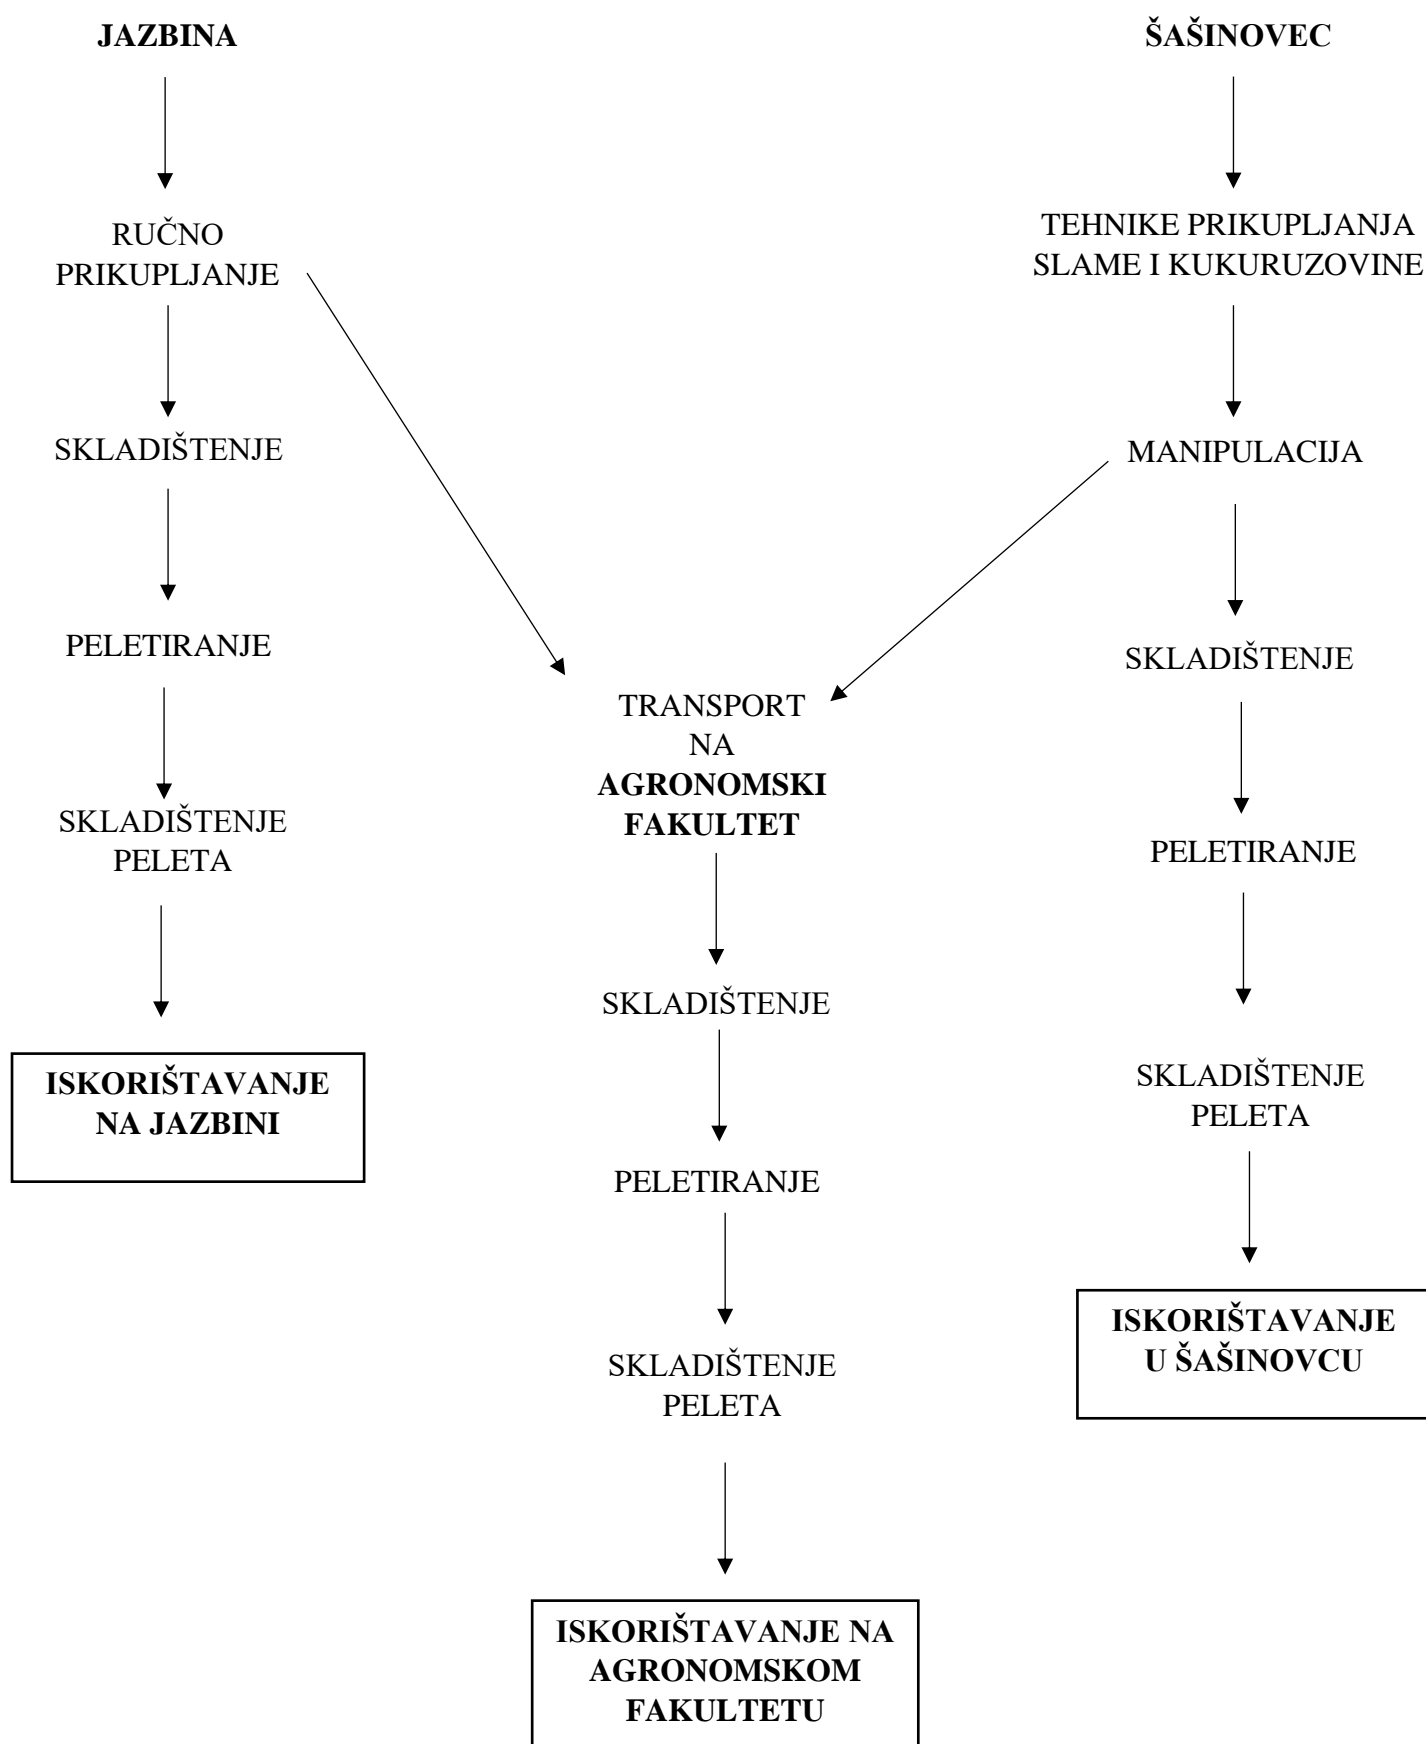 JAZBINA
RUČNO
PRIKUPLJANJE
SKLADIŠTENJE
PELETIRANJE
SKLADIŠTENJE
PELETA
ISKORIŠTAVANJE
NA JAZBINI
TRANSPORT
NA
AGRONOMSKI
FAKULTET
SKLADIŠTENJE
PELETIRANJE
SKLADIŠTENJE
PELETA
ISKORIŠTAVANJE NA
AGRONOMSKOM
FAKULTETU
ŠAŠINOVEC
TEHNIKE PRIKUPLJANJA
SLAME I KUKURUZOVINE
MANIPULACIJA
SKLADIŠTENJE
PELETIRANJE
SKLADIŠTENJE
PELETA
ISKORIŠTAVANJE
U ŠAŠINOVCU